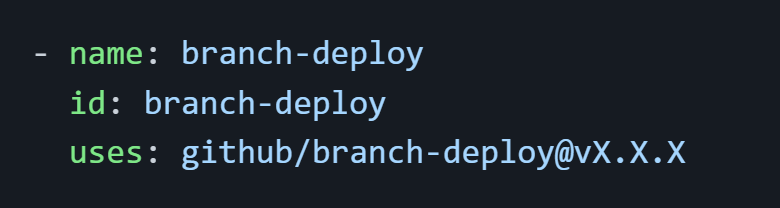 - name: branch-deploy
id: branch-deploy
uses: github/branch-deploy@vX.X.X